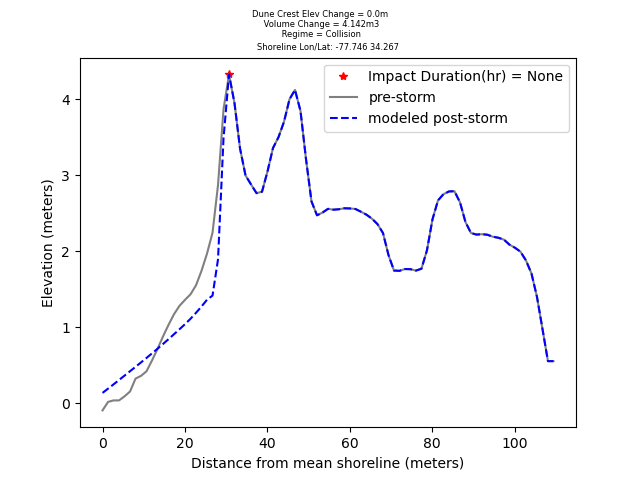 Dune Crest Elev Change = 0.0m
Volume Change = 4.142m3
Regime = Collision
Shoreline Lon/Lat: -77.746 34.267
Impact Duration(hr) = None
pre-storm
modeled post-storm
Elevation (meters)
4
3
2
1
0
0 20 40 60 80 100
Distance from mean shoreline (meters)